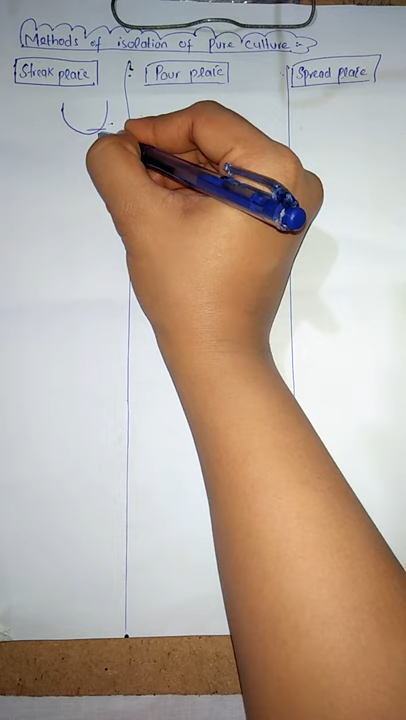 Methods of isolation of pure culture :-
Streak plate
Pour plate
Spread plate